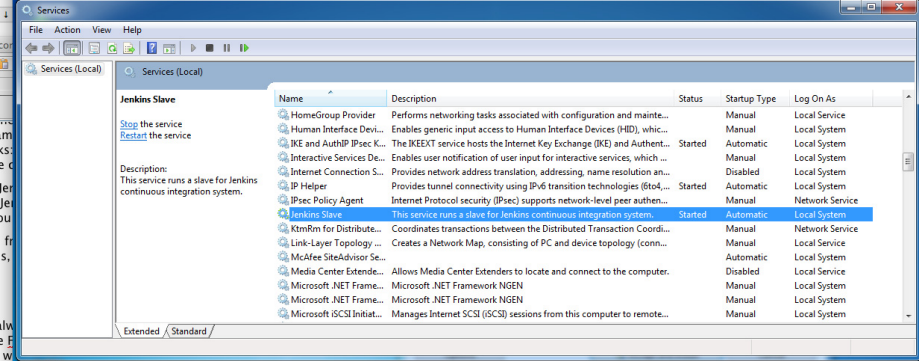 Services
File Action View Help
Services (Local)
Services (Local)
Jenkins Slave
Stop the service
Restart the service
Description:
This service runs a slave for Jenkins
continuous integration system.
Name Description Status Startup Type Log On As
HomeGroup Provider Performs networking tasks associated with configuration and mainte... Manual Local Service
Human Interface Devi... Enables generic input access to Human Interface Devices (HID), whic... Manual Local System
IKE and AuthIP IPsec K... The IKEEXT service hosts the Internet Key Exchange (IKE) and Authent... Started Automatic Local System
Interactive Services De... Enables user notification of user input for interactive services, which ... Manual Local System
Internet Connection S... Provides network address translation, addressing, name resolution an... Disabled Local System
IP Helper Provides tunnel connectivity using IPv6 transition technologies (6to4,... Started Automatic Local System
IPsec Policy Agent Internet Protocol security (IPsec) supports network-level peer authen... Manual Network Service
Jenkins Slave This service runs a slave for Jenkins continuous integration system. Started Automatic Local System
KtmRm for Distribute... Coordinates transactions between the Distributed Transaction Coordi... Manual Network Service
Link-Layer Topology ... Creates a Network Map, consisting of PC and device topology (conn... Manual Local Service
McAfee SiteAdvisor Se... Automatic Local System
Media Center Extende... Allows Media Center Extenders to locate and connect to the computer. Disabled Local Service
Microsoft .NET Frame... Microsoft .NET Framework NGEN Manual Local System
Microsoft .NET Frame... Microsoft .NET Framework NGEN Manual Local System
Microsoft iSCSI Initiat... Manages Internet SCSI (iSCSI) sessions from this computer to remote... Manual Local System
Extended Standard